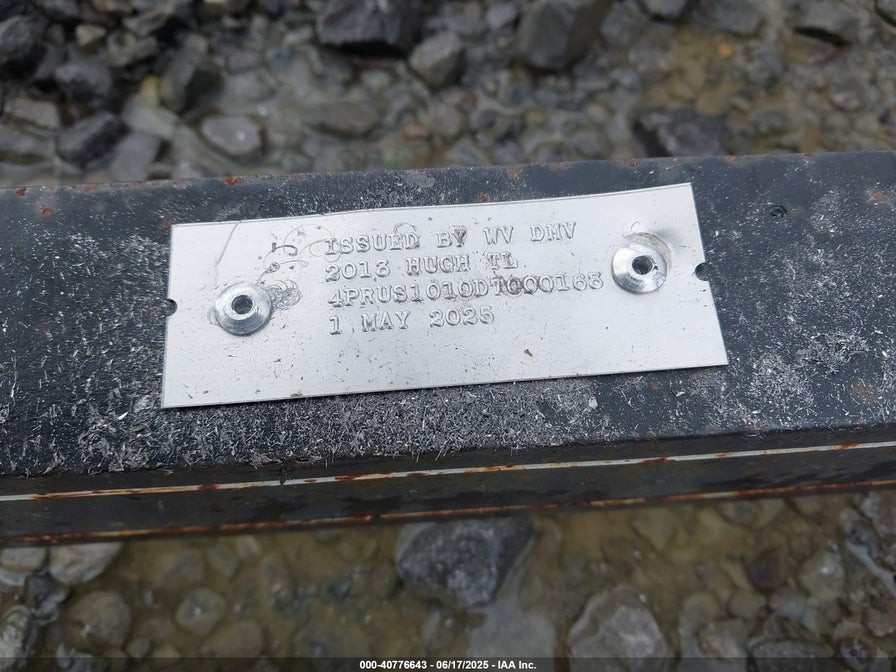 ISSUED BY WV DMV
2013 HUGH TL
4PRUS1010DT000163
1 MAY 2025
000-40776643 - 06/17/2025 - IAA Inc.